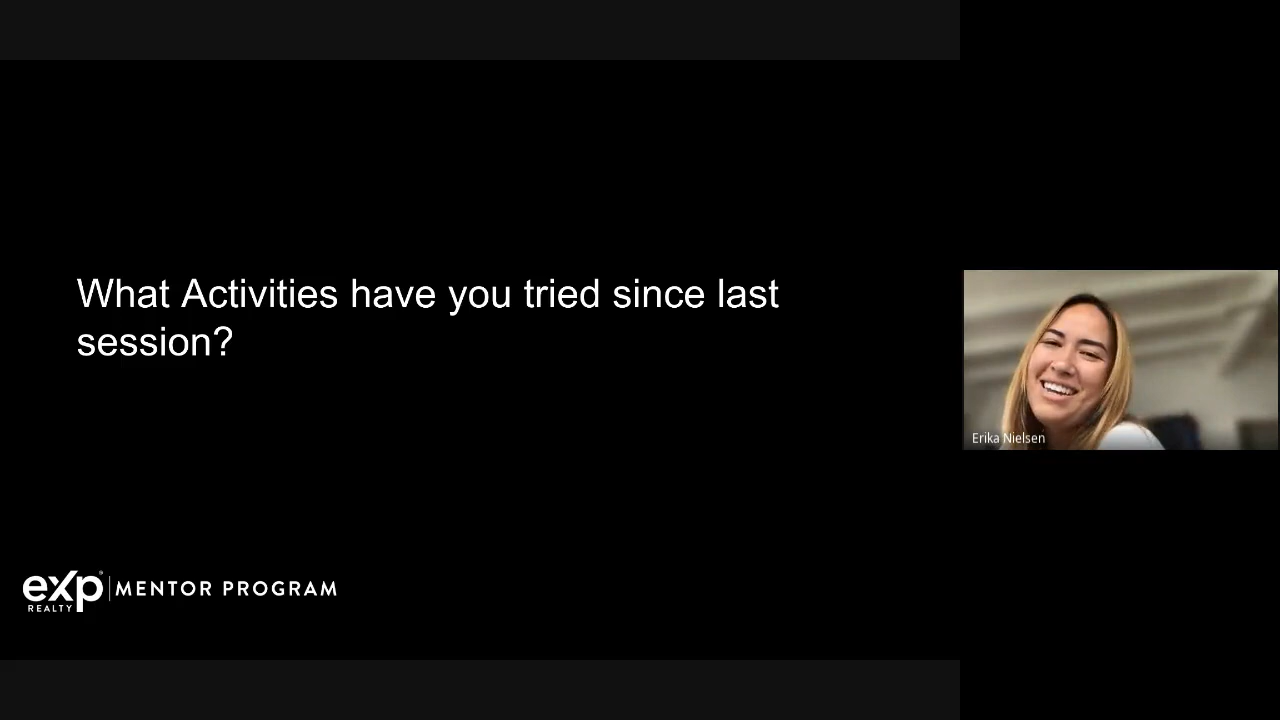 What Activities have you tried since last
session?
Erika Nielsen
eXp® | MENTOR PROGRAM
REALTY